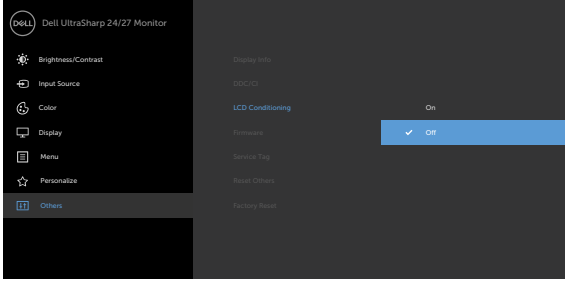 DELL Dell UltraSharp 24/27 Monitor
Brightness/Contrast Display Info
Input Source DDC/CI
Color LCD Conditioning On
Display Firmware Off
Menu Service Tag
Personalize Reset Others
Others Factory Reset